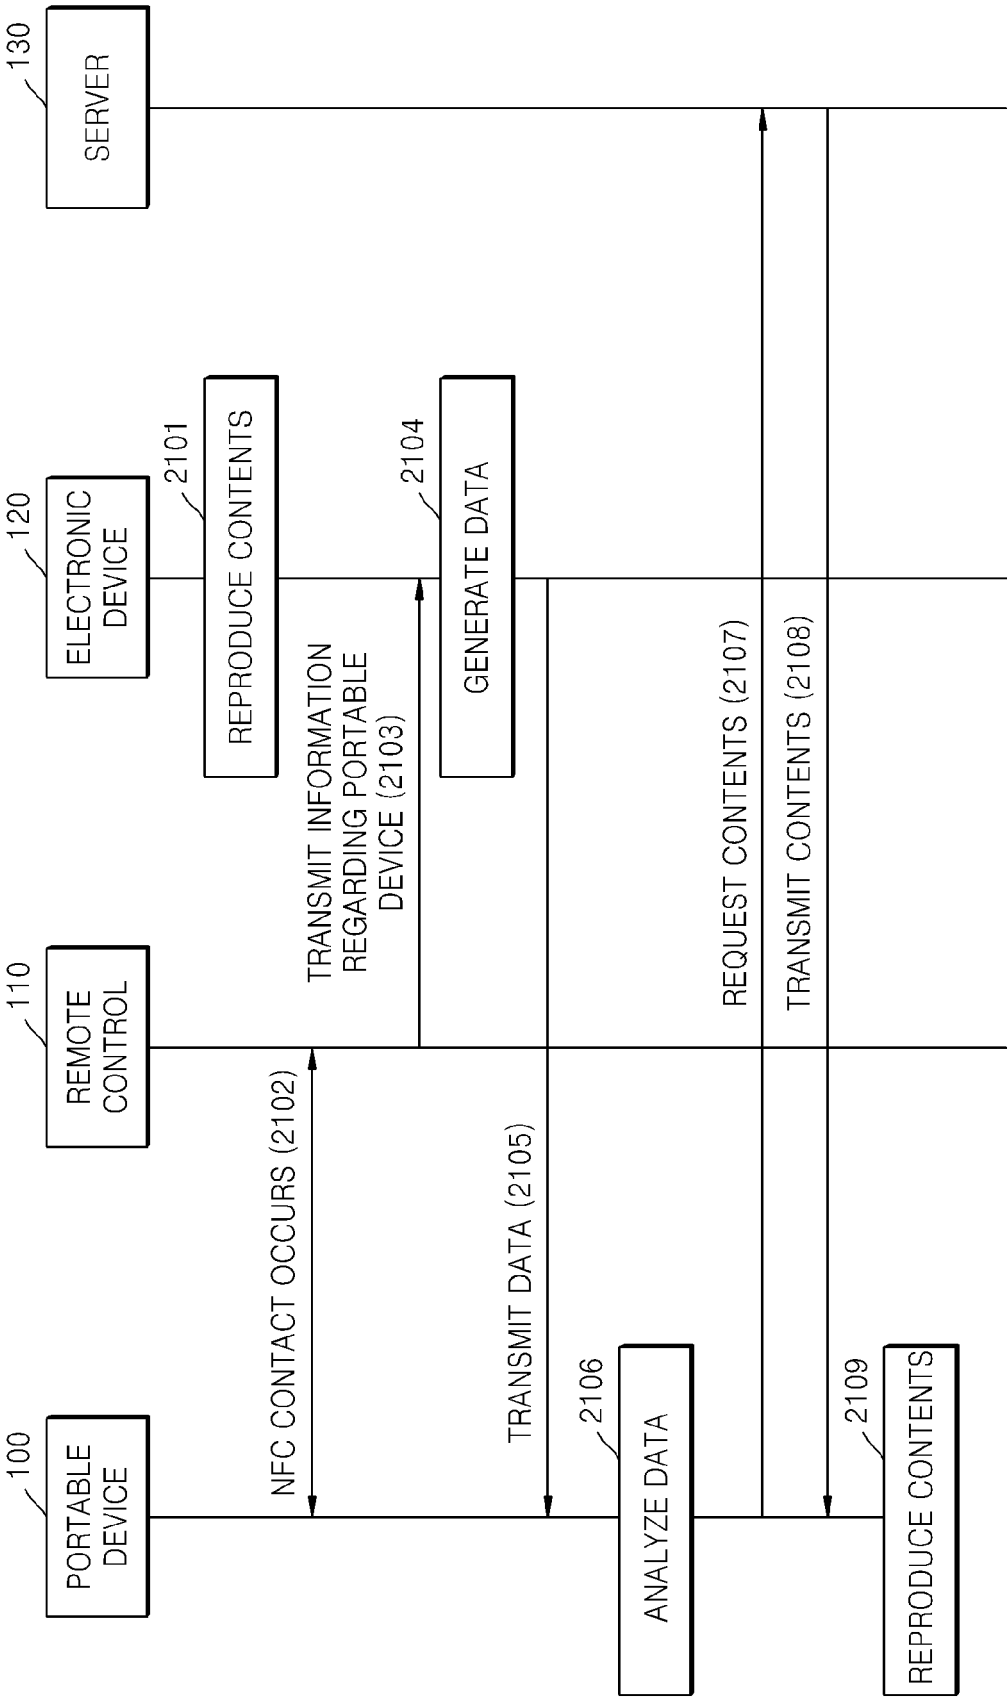 100
PORTABLE
DEVICE
110
REMOTE
CONTROL
120
ELECTRONIC
DEVICE
130
SERVER
2101
REPRODUCE CONTENTS
NFC CONTACT OCCURS (2102)
TRANSMIT INFORMATION
REGARDING PORTABLE
DEVICE (2103)
2104
GENERATE DATA
TRANSMIT DATA (2105)
2106
ANALYZE DATA
REQUEST CONTENTS (2107)
TRANSMIT CONTENTS (2108)
2109
REPRODUCE CONTENTS